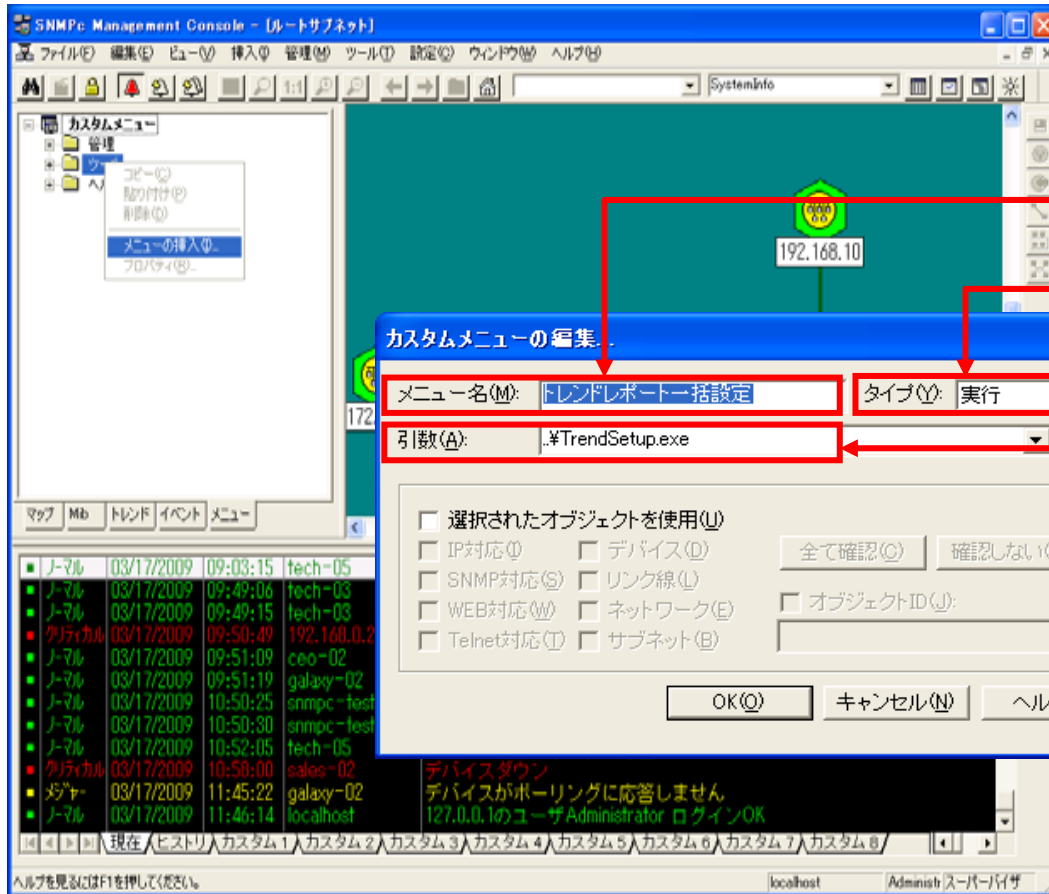 SNMPc Management Console - [ルートサブネット]
ファイル(F) 編集(E) ビュー(V) 挿入(I) 管理(M) ツール(T) 設定(C) ウィンドウ(W) ヘルプ(H)
1:1 SystemInfo
カスタムメニュー
管理
コピー(C)
貼り付け(P)
削除(D)
メニューの挿入(I)...
プロパティ(R)...
192.168.10
172.
カスタムメニューの編集...
メニュー名(M): トレンドレポート一括設定 タイプ(Y): 実行
引数(A): ..¥TrendSetup.exe
選択されたオブジェクトを使用(U)
IP対応(I) デバイス(D) 全て確認(C) 確認しない(
SNMP対応(S) リンク線(L)
WEB対応(W) ネットワーク(E) オブジェクトID(J):
Telnet対応(T) サブネット(B)
OK(O) キャンセル(N) ヘル
マップ Mib トレンド イベント メニュー
ノーマル 03/17/2009 09:03:15 tech-05
ノーマル 03/17/2009 09:49:06 tech-03
ノーマル 03/17/2009 09:49:15 tech-03
クリティカル 03/17/2009 09:50:49 192.168.0.2
ノーマル 03/17/2009 09:51:09 ceo-02
ノーマル 03/17/2009 09:51:19 galaxy-02
ノーマル 03/17/2009 10:50:25 snmpc-test
ノーマル 03/17/2009 10:50:30 snmpc-test
ノーマル 03/17/2009 10:52:05 tech-05
クリティカル 03/17/2009 10:58:00 sales-02 デバイスダウン
メジャー 03/17/2009 11:45:22 galaxy-02 デバイスがポーリングに応答しません
ノーマル 03/17/2009 11:46:14 localhost 127.0.0.1のユーザAdministrator ログインOK
現在 ヒストリ カスタム 1 カスタム 2 カスタム 3 カスタム 4 カスタム 5 カスタム 6 カスタム 7 カスタム 8
ヘルプを見るにはF1を押してください。 localhost Administr スーパーバイザ